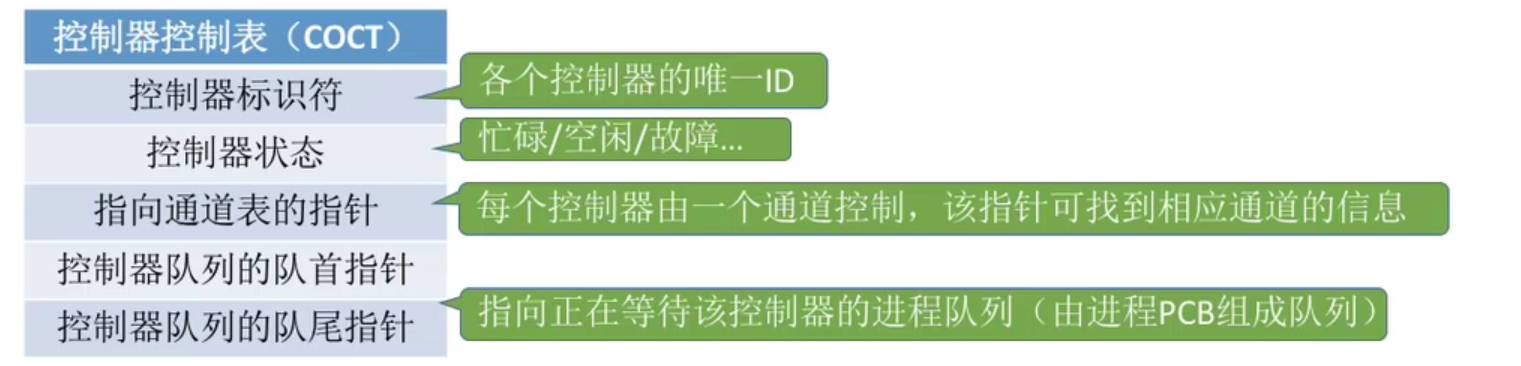 控制器控制表（COCT）
控制器标识符
各个控制器的唯一ID
控制器状态
忙碌/空闲/故障...
指向通道表的指针
每个控制器由一个通道控制，该指针可找到相应通道的信息
控制器队列的队首指针
控制器队列的队尾指针
指向正在等待该控制器的进程队列（由进程PCB组成队列）